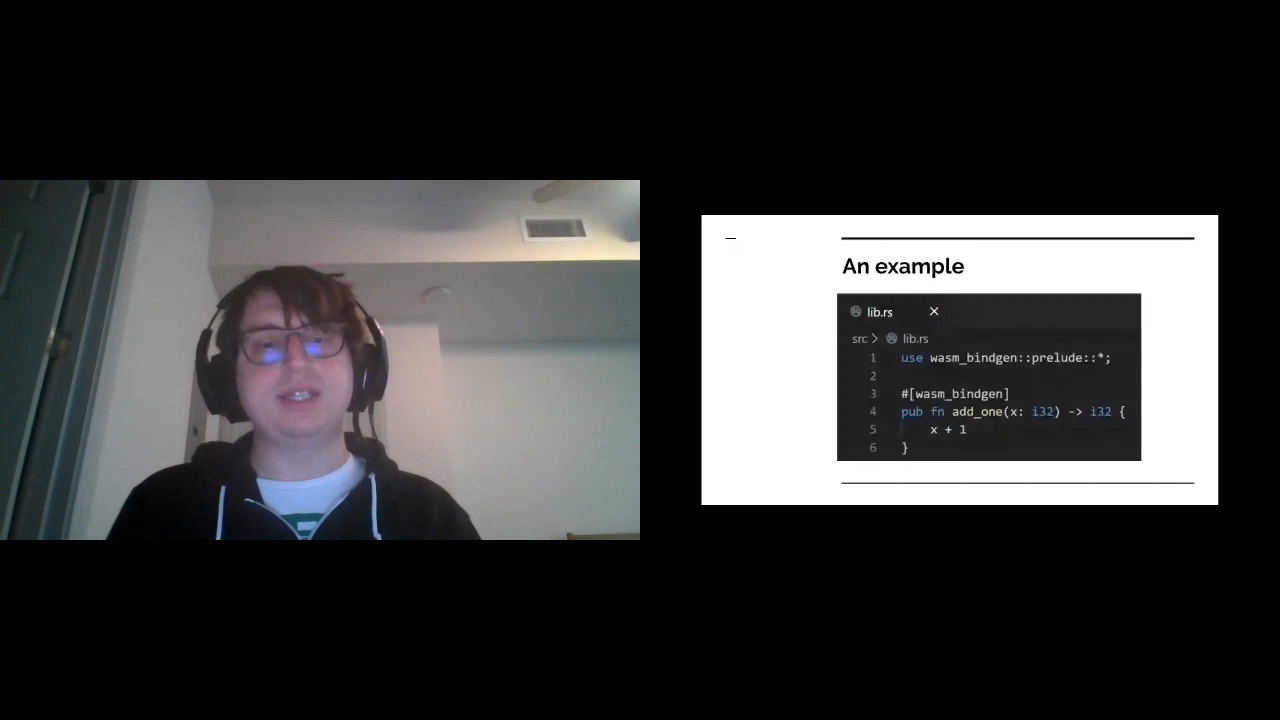 An example
lib.rs
src > lib.rs
1 use wasm_bindgen::prelude::*;
2
3 #[wasm_bindgen]
4 pub fn add_one(x: i32) -> i32 {
5 x + 1
6 }